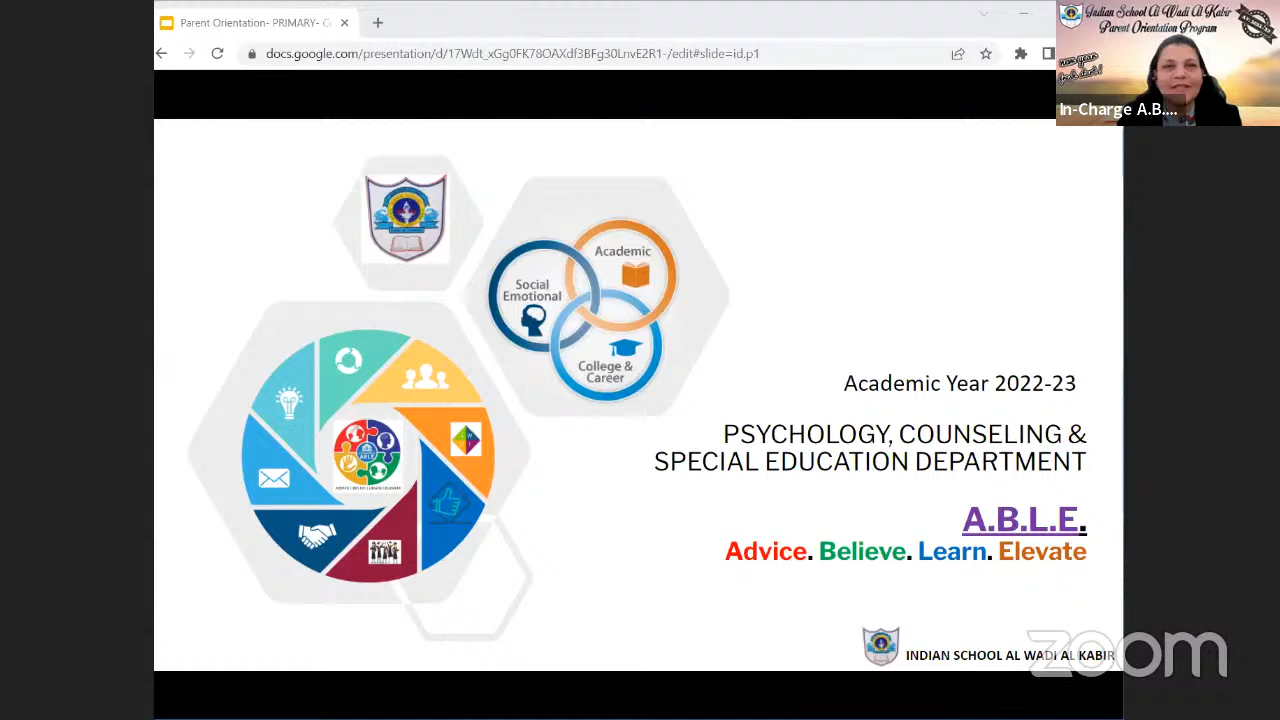 Parent Orientation- PRIMARY- C
docs.google.com/presentation/d/17Wdt_xGg0FK78OAXdf3BFg30LnvE2R1-/edit#slide=id.p1
Indian School Al Wadi Al Kabir
Parent Orientation Program
In-Charge A.B....
Academic
Social
Emotional
College &
Career
Academic Year 2022-23
PSYCHOLOGY, COUNSELING &
SPECIAL EDUCATION DEPARTMENT
A.B.L.E.
Advice. Believe. Learn. Elevate
ABLE
INDIAN SCHOOL AL WADI AL KABIR
zoom